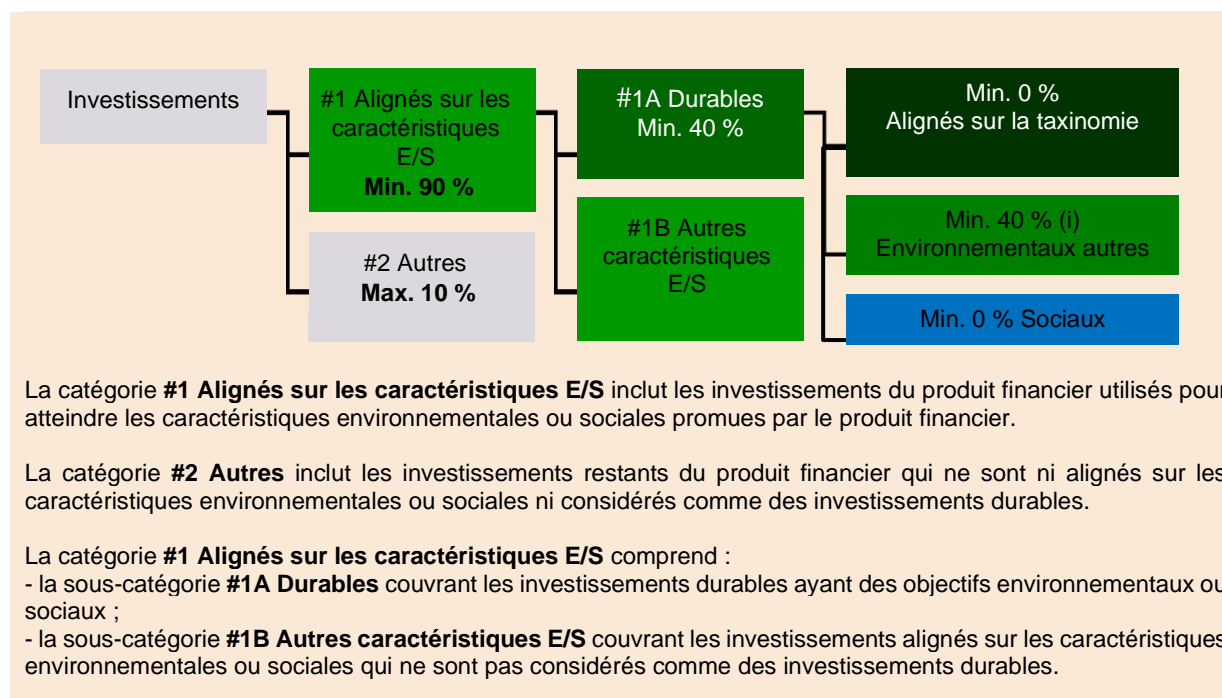 Investissements
#1 Alignés sur les
caractéristiques
E/S
Min. 90 %
#2 Autres
Max. 10 %
#1A Durables
Min. 40 %
#1B Autres
caractéristiques
E/S
Min. 0 %
Alignés sur la taxinomie
Min. 40 % (i)
Environnementaux autres
Min. 0 % Sociaux
La catégorie #1 Alignés sur les caractéristiques E/S inclut les investissements du produit financier utilisés pour
atteindre les caractéristiques environnementales ou sociales promues par le produit financier.
La catégorie #2 Autres inclut les investissements restants du produit financier qui ne sont ni alignés sur les
caractéristiques environnementales ou sociales ni considérés comme des investissements durables.
La catégorie #1 Alignés sur les caractéristiques E/S comprend :
- la sous-catégorie #1A Durables couvrant les investissements durables ayant des objectifs environnementaux ou
sociaux ;
- la sous-catégorie #1B Autres caractéristiques E/S couvrant les investissements alignés sur les caractéristiques
environnementales ou sociales qui ne sont pas considérés comme des investissements durables.